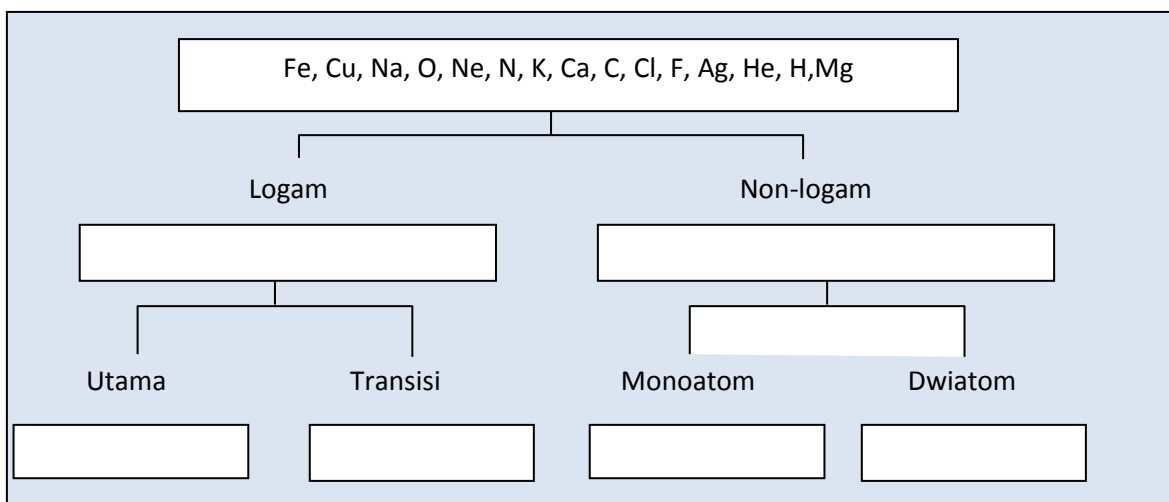 Fe, Cu, Na, O, Ne, N, K, Ca, C, Cl, F, Ag, He, H,Mg
Logam Non-logam
Utama Transisi Monoatom Dwiatom